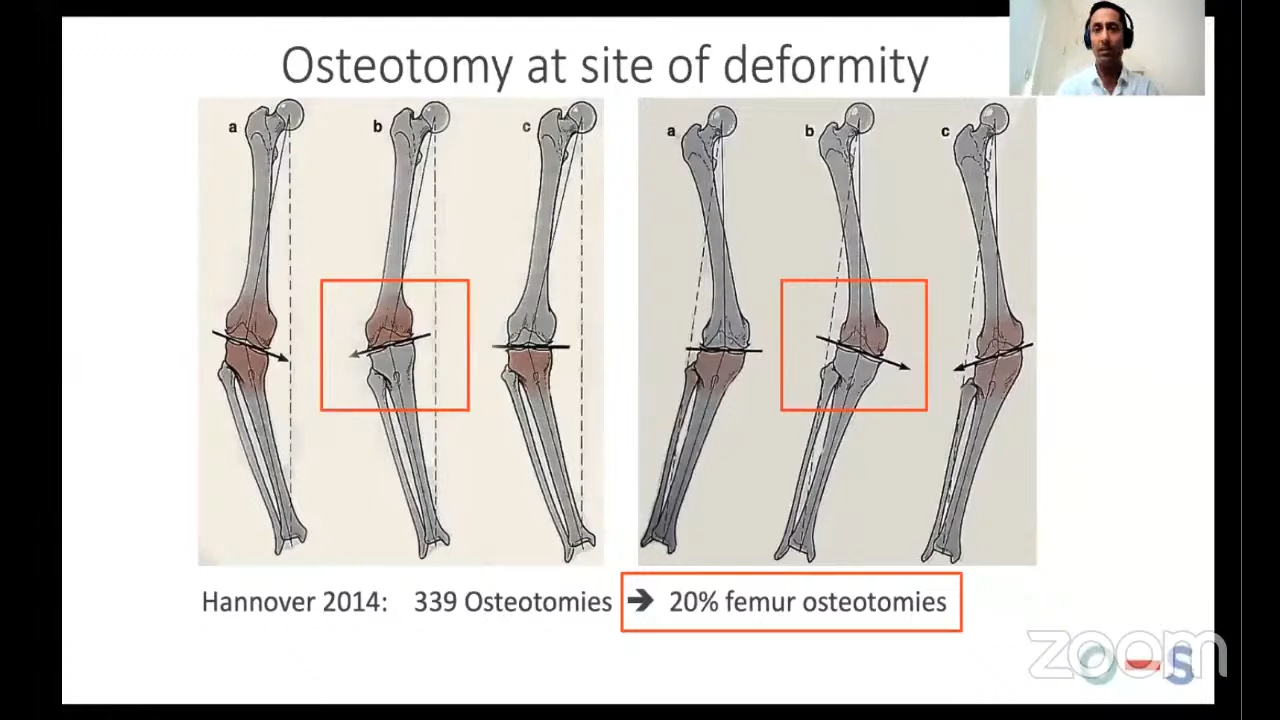 Osteotomy at site of deformity
a b c a b c
Hannover 2014: 339 Osteotomies ➔ 20% femur osteotomies
zoom
O-S